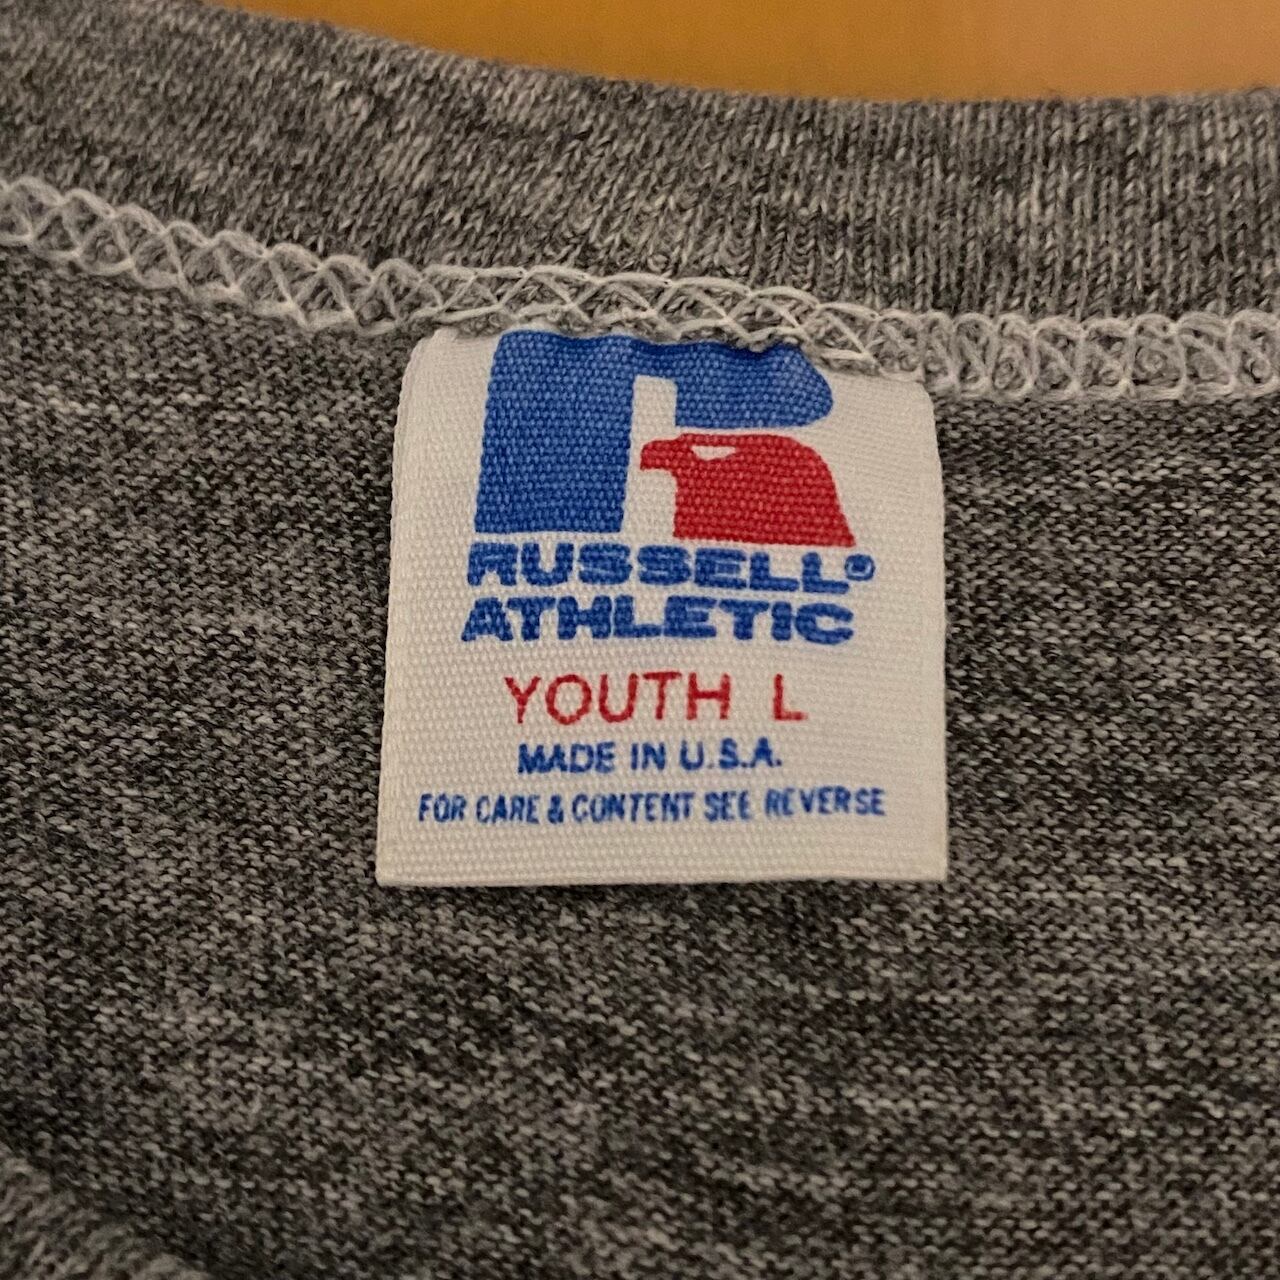 RUSSELL®
ATHLETIC
YOUTH L
MADE IN U.S.A.
FOR CARE & CONTENT SEE REVERSE